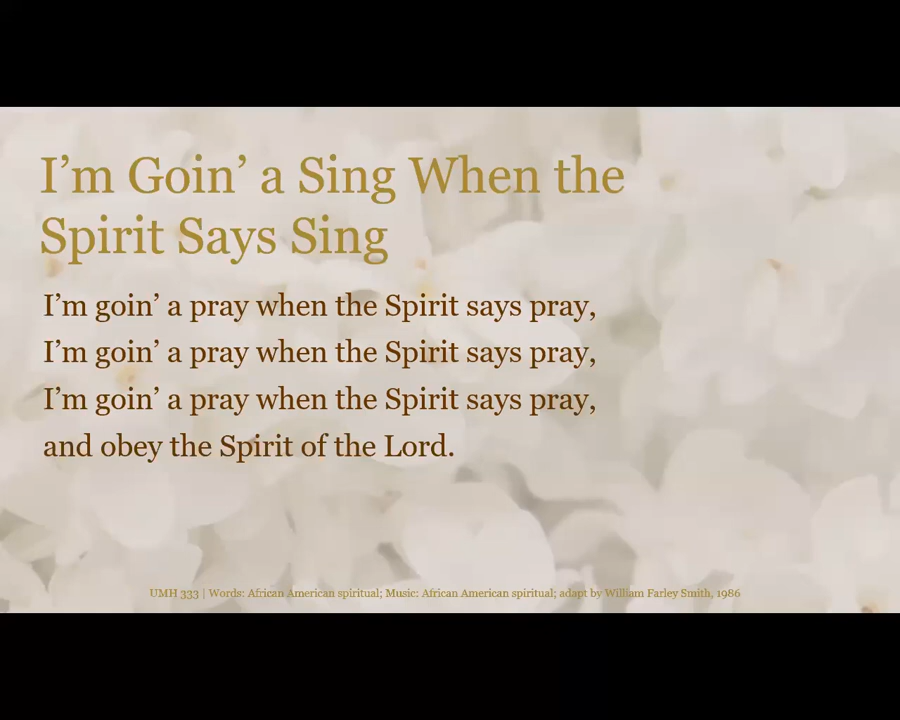 I’m Goin’ a Sing When the
Spirit Says Sing
I’m goin’ a pray when the Spirit says pray,
I’m goin’ a pray when the Spirit says pray,
I’m goin’ a pray when the Spirit says pray,
and obey the Spirit of the Lord.
UMH 333 | Words: African American spiritual; Music: African American spiritual; adapt by William Farley Smith, 1986